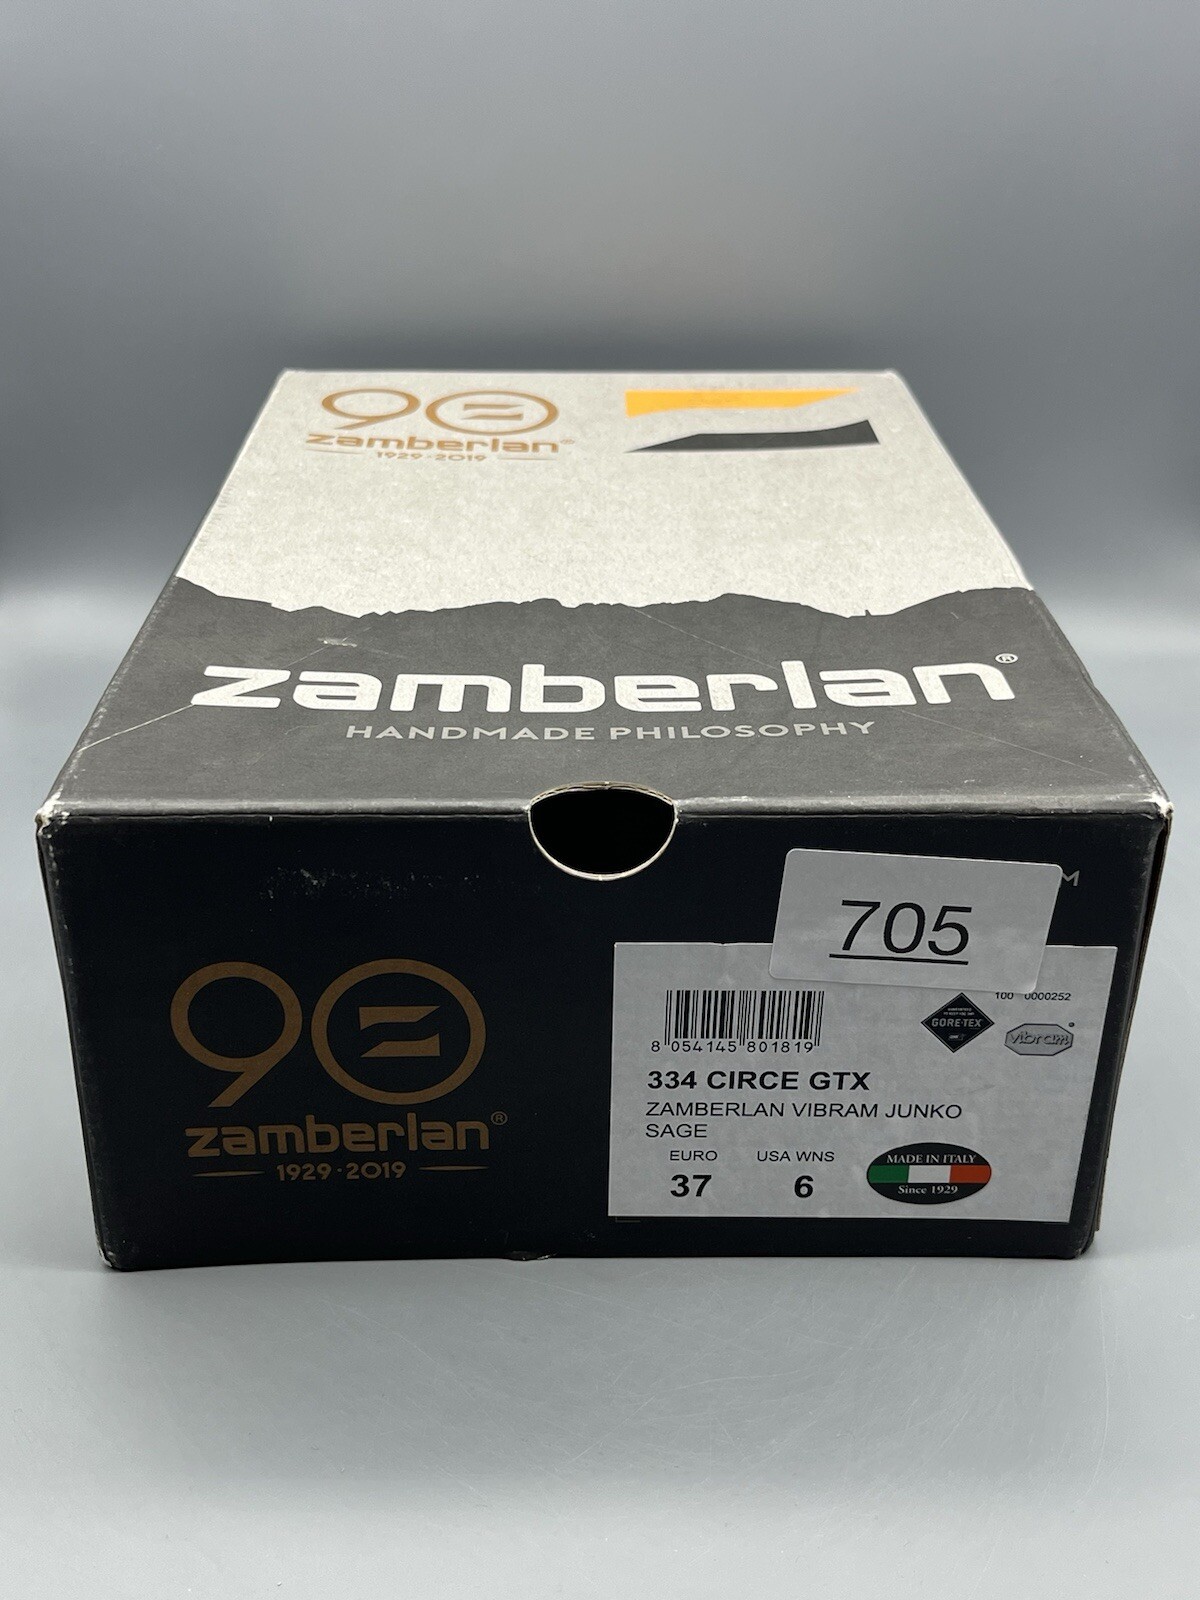 90
zamberlan®
1929·2019
zamberlan®
HANDMADE PHILOSOPHY
705
90
zamberlan®
1929·2019
100 0000252
GORE-TEX
vibram
8 054145 801819
334 CIRCE GTX
ZAMBERLAN VIBRAM JUNKO
SAGE
EURO USA WNS
37 6
MADE IN ITALY
Since 1929